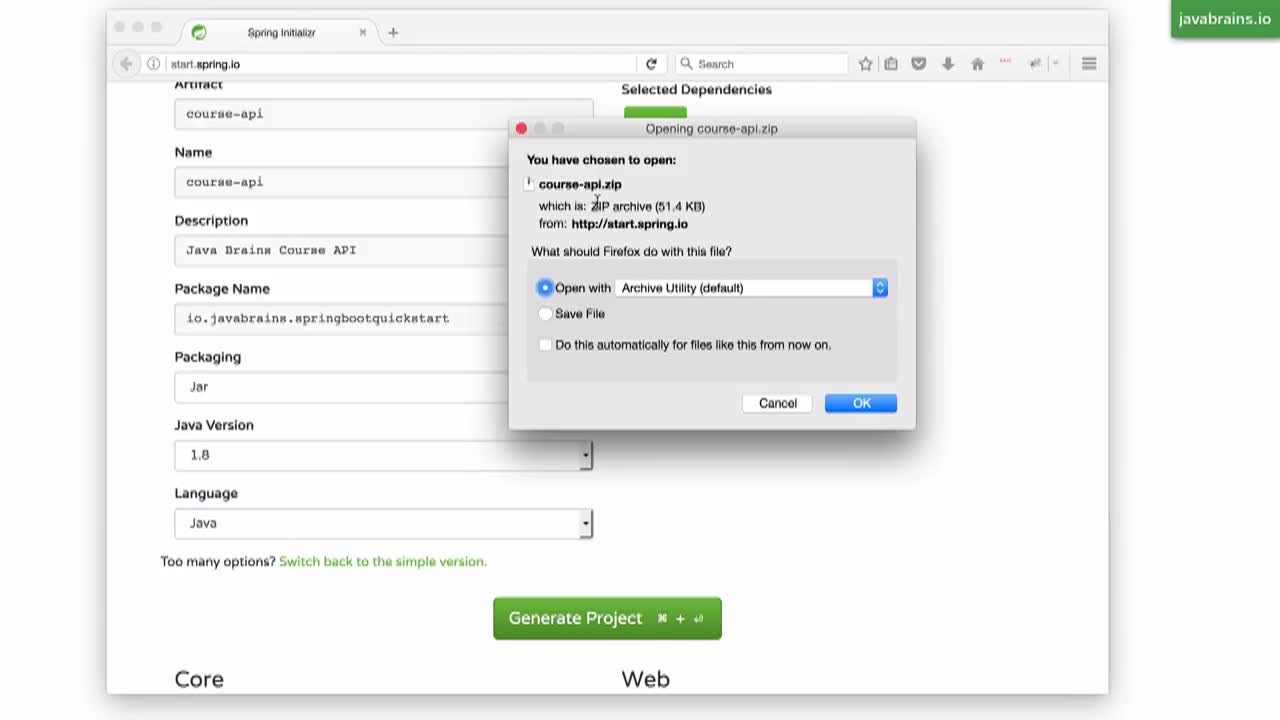 javabrains.io
Spring Initializr
start.spring.io
Search
Artifact
course-api
Name
course-api
Description
Java Brains Course API
Package Name
io.javabrains.springbootquickstart
Packaging
Jar
Java Version
1.8
Language
Java
Too many options? Switch back to the simple version.
Generate Project ⌘ + ⏎
Core
Web
Selected Dependencies
Opening course-api.zip
You have chosen to open:
course-api.zip
which is: ZIP archive (51.4 KB)
from: http://start.spring.io
What should Firefox do with this file?
Open with Archive Utility (default)
Save File
Do this automatically for files like this from now on.
Cancel OK